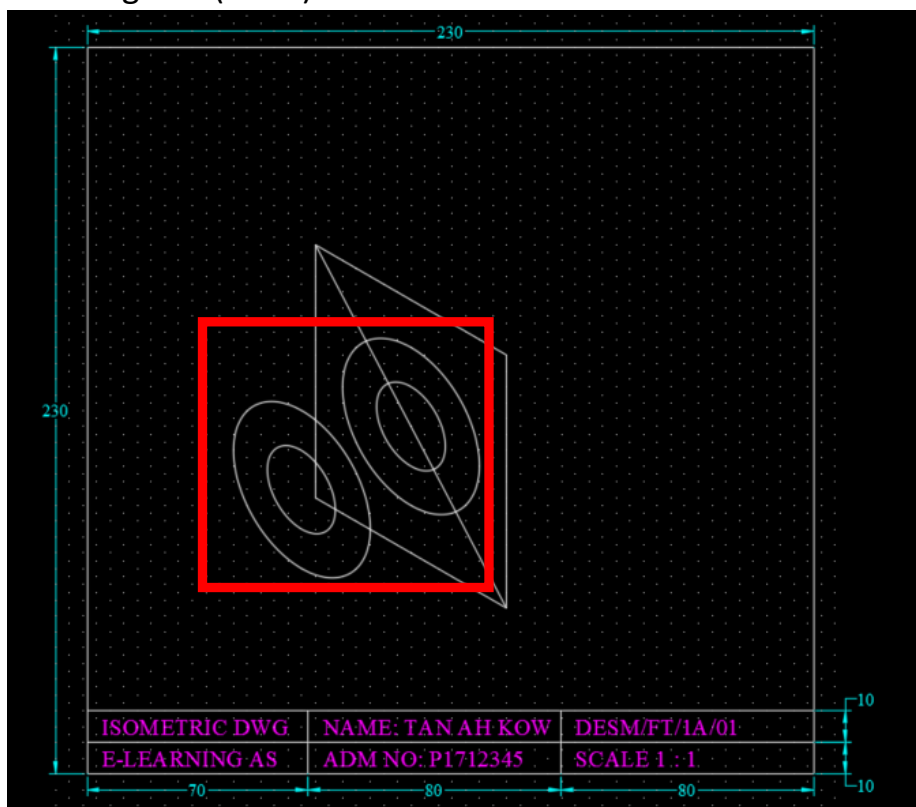 230
230
10
ISOMETRIC DWG NAME: TAN AH KOW DESM/FT/1A/01
E-LEARNING AS ADM NO: P1712345 SCALE 1 : 1
10
70 80 80